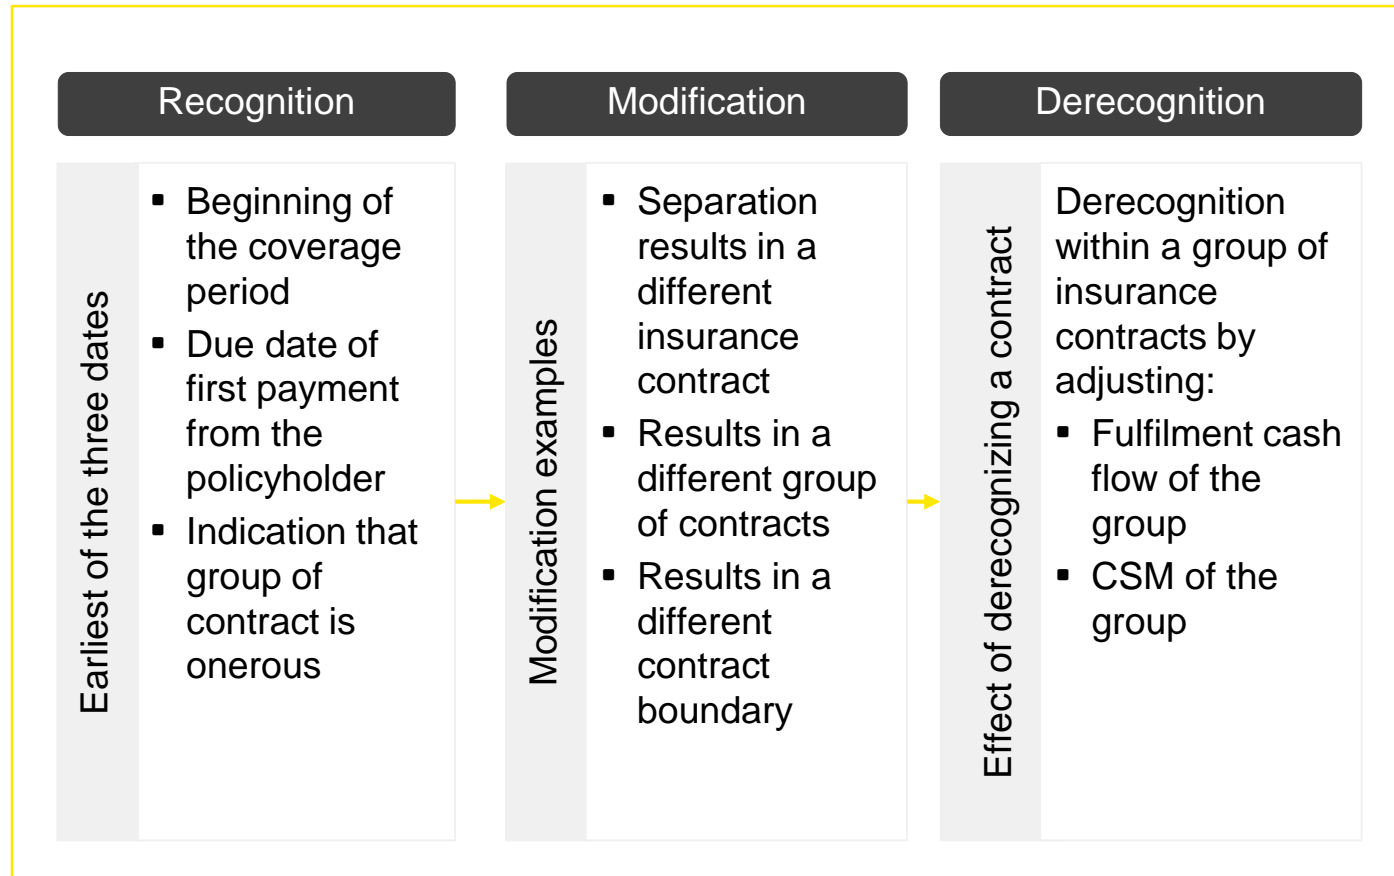 Recognition
Earliest of the three dates
▪ Beginning of
the coverage
period
▪ Due date of
first payment
from the
policyholder
▪ Indication that
group of
contract is
onerous
Modification
Modification examples
▪ Separation
results in a
different
insurance
contract
▪ Results in a
different group
of contracts
▪ Results in a
different
contract
boundary
Derecognition
Effect of derecognizing a contract
Derecognition
within a group of
insurance
contracts by
adjusting:
▪ Fulfilment cash
flow of the
group
▪ CSM of the
group